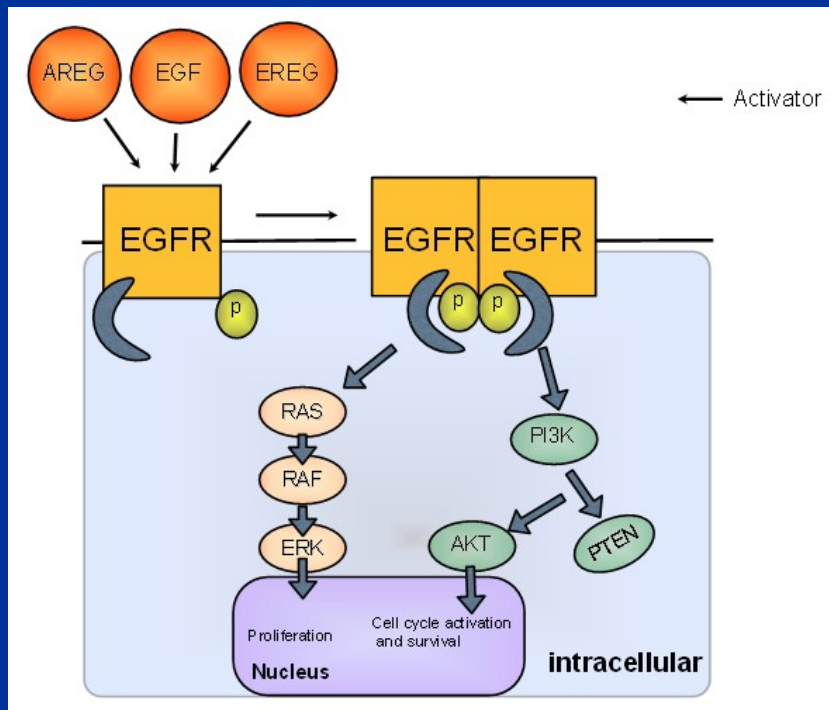 AREG
EGF
EREG
Activator
EGFR
EGFR
EGFR
p
p
p
RAS
PI3K
RAF
ERK
AKT
PTEN
Proliferation
Cell cycle activation
and survival
Nucleus
intracellular